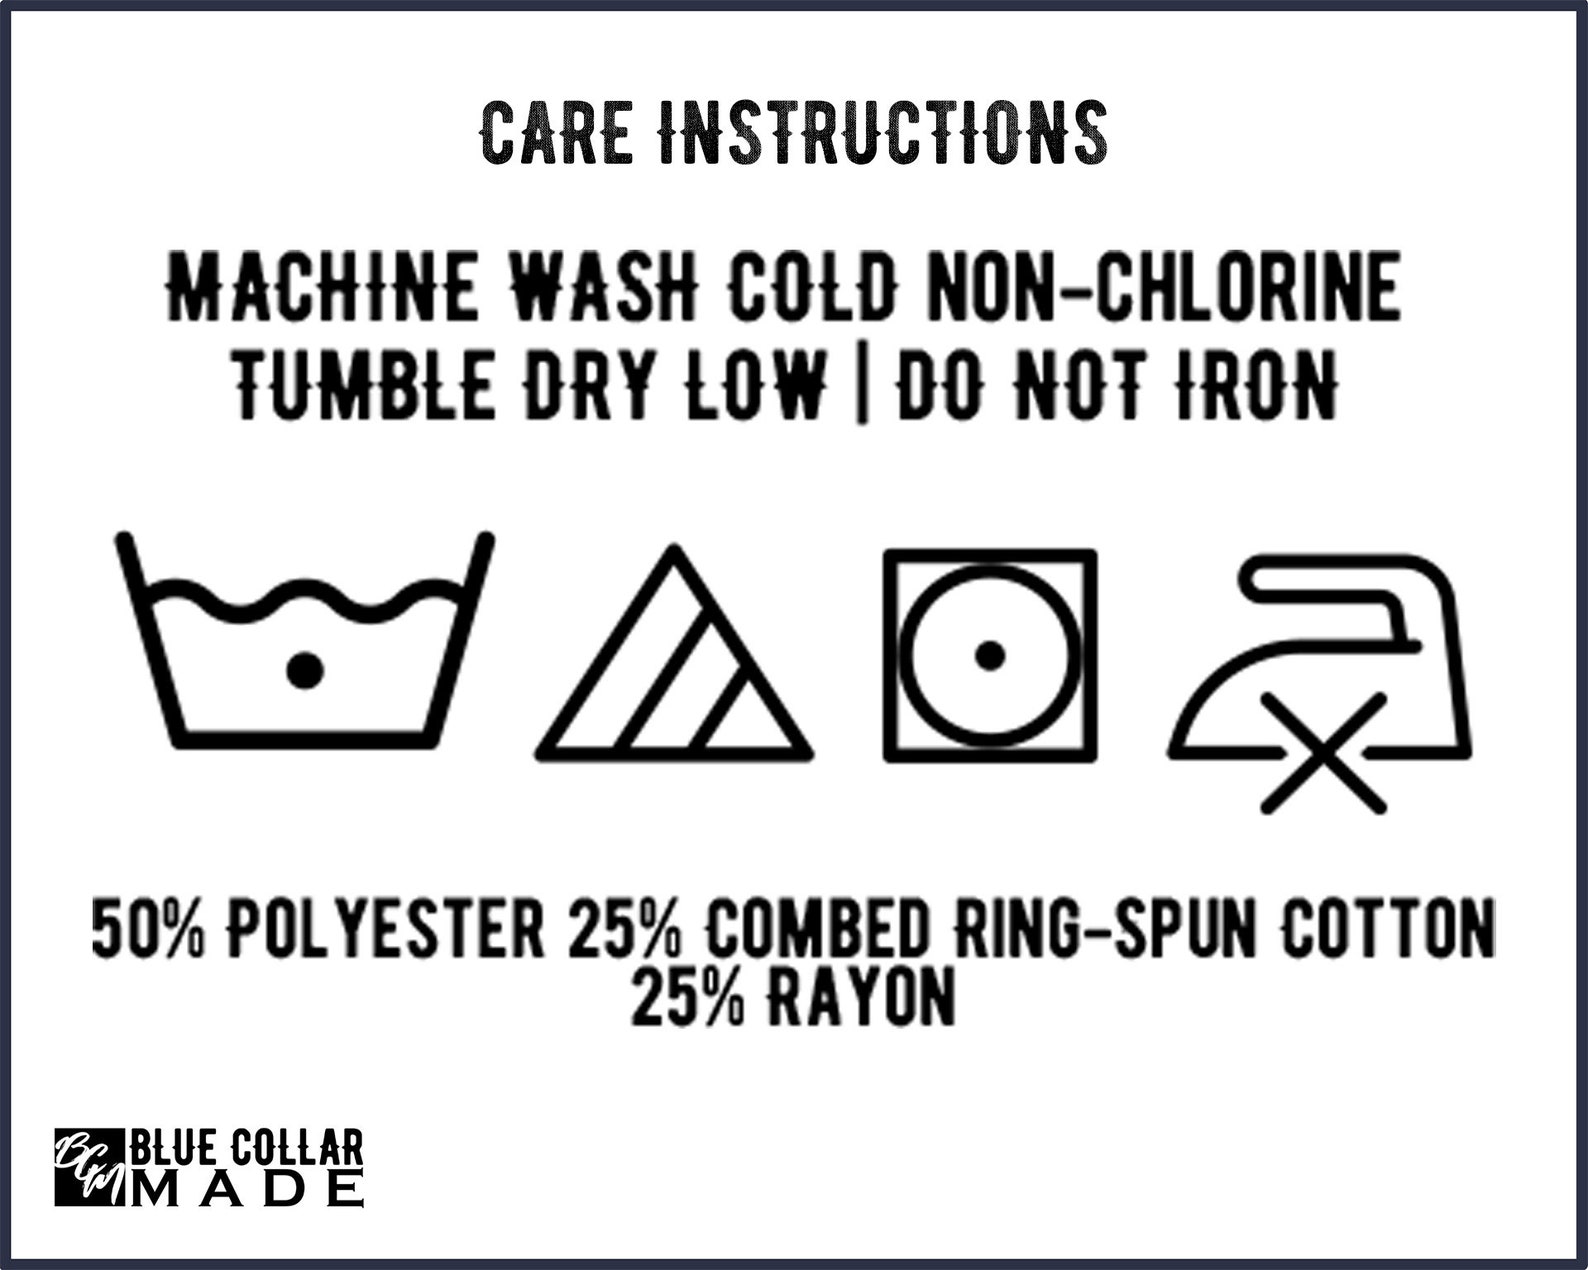 CARE INSTRUCTIONS
MACHINE WASH COLD NON-CHLORINE
TUMBLE DRY LOW | DO NOT IRON
50% POLYESTER 25% COMBED RING-SPUN COTTON
25% RAYON
BCM BLUE COLLAR
MADE